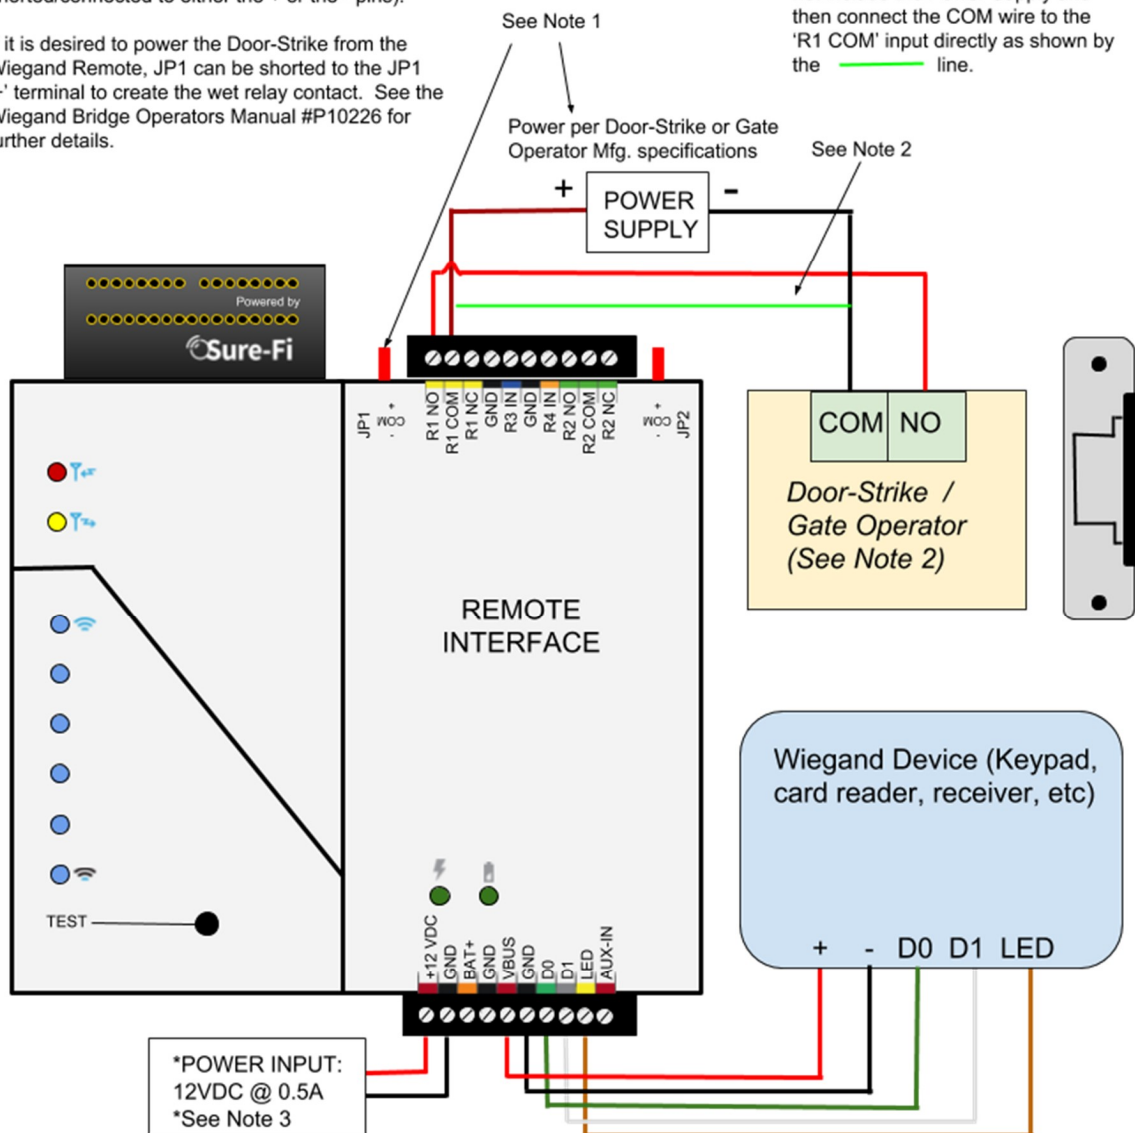 it is desired to power the Door-Strike from the
Wiegand Remote, JP1 can be shorted to the JP1
' terminal to create the wet relay contact. See the
Wiegand Bridge Operators Manual #P10226 for
further details.
See Note 1
then connect the COM wire to the
‘R1 COM’ input directly as shown by
the line.
Power per Door-Strike or Gate
Operator Mfg. specifications
See Note 2
+ POWER SUPPLY -
Powered by
Sure-Fi
JP1
+ COM -
R1 NO
R1 COM
R1 NC
GND
R3 IN
GND
R4 IN
R2 NO
R2 COM
R2 NC
+ COM -
JP2
COM NO
Door-Strike /
Gate Operator
(See Note 2)
REMOTE
INTERFACE
Wiegand Device (Keypad,
card reader, receiver, etc)
+ - D0 D1 LED
TEST
+12 VDC
GND
BAT+
GND
VBUS
GND
D0
D1
LED
AUX-IN
*POWER INPUT:
12VDC @ 0.5A
*See Note 3